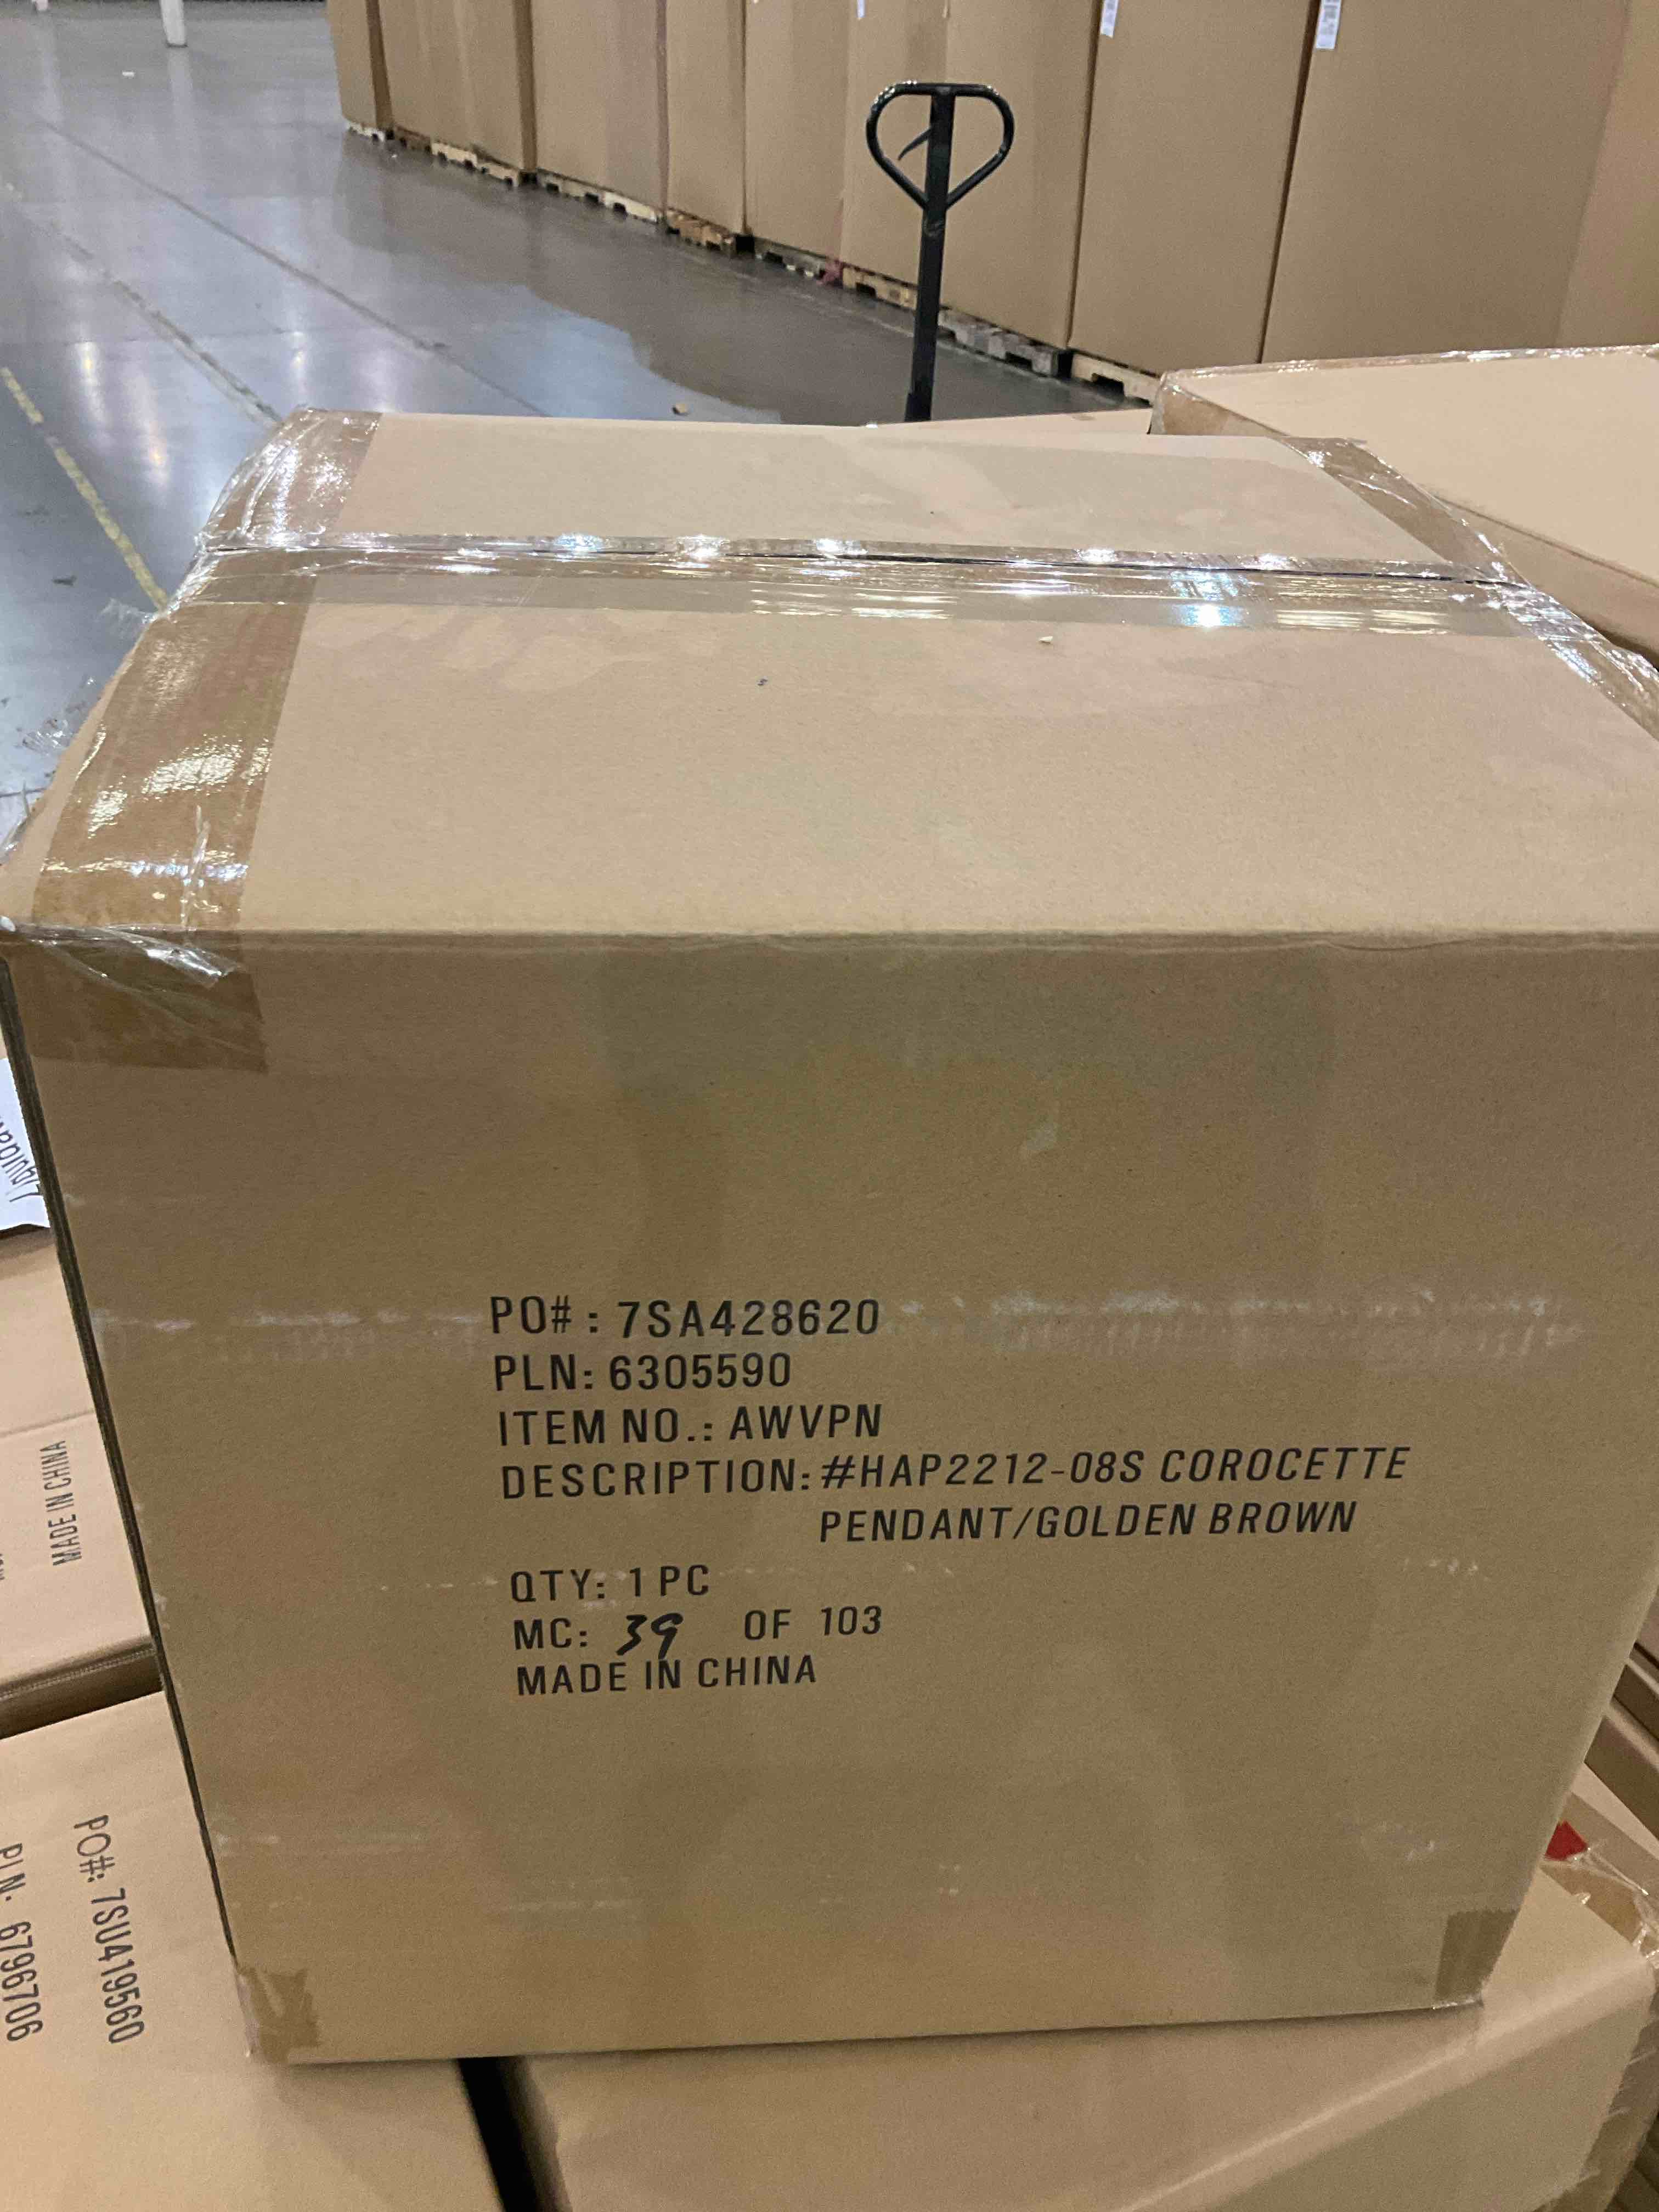 PO#: 7SA428620
PLN: 6305590
ITEM NO.: AWVPN
DESCRIPTION: #HAP2212-08S COROCETTE
PENDANT/GOLDEN BROWN
QTY: 1 PC
MC: 39 OF 103
MADE IN CHINA
MADE IN CHINA
PO#: 7SU419560
PLN: 6796706